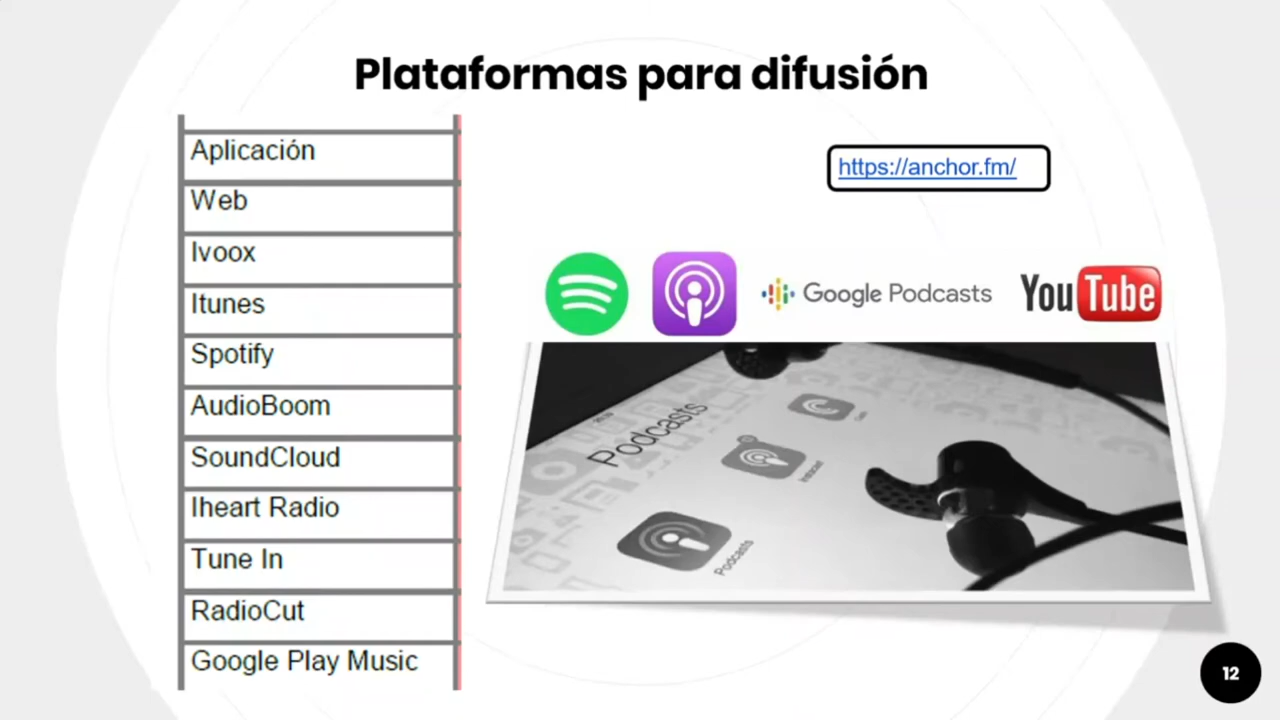 Plataformas para difusión
Aplicación
Web
Ivoox
Itunes
Spotify
AudioBoom
SoundCloud
Iheart Radio
Tune In
RadioCut
Google Play Music
https://anchor.fm/
Google Podcasts
YouTube
Podcasts
Podcasts
12